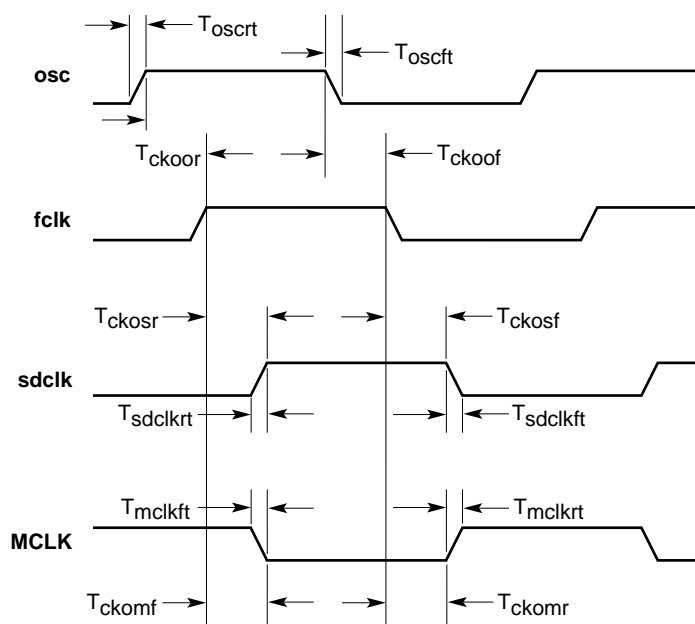 Toscrt
Toscft
osc
Tckoor
Tckoof
fclk
Tckosr
Tckosf
sdclk
Tsdclkrt
Tsdclkft
Tmclkft
Tmclkrt
MCLK
Tckomf
Tckomr